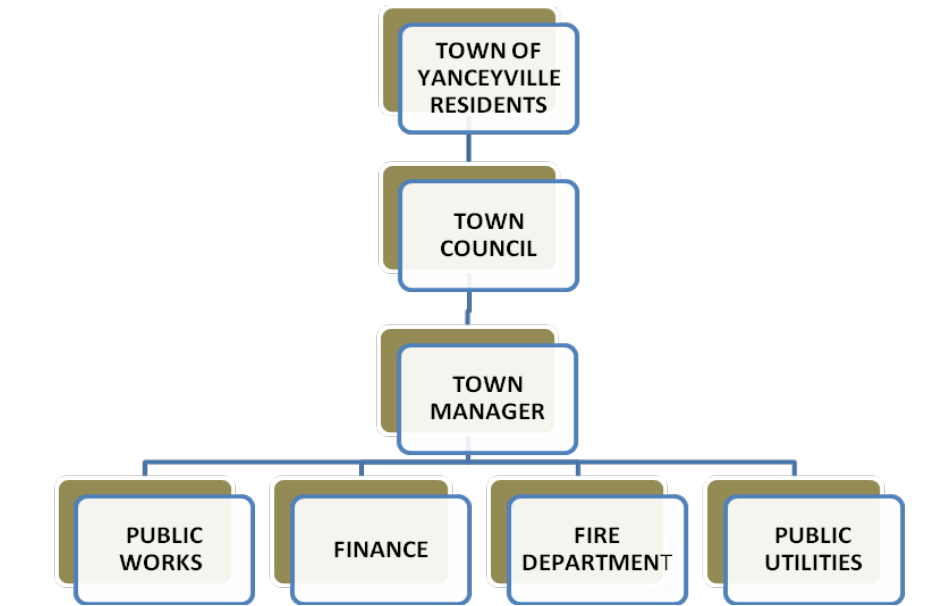 TOWN OF
YANCEYVILLE
RESIDENTS
TOWN
COUNCIL
TOWN
MANAGER
PUBLIC
WORKS
FINANCE
FIRE
DEPARTMENT
PUBLIC
UTILITIES